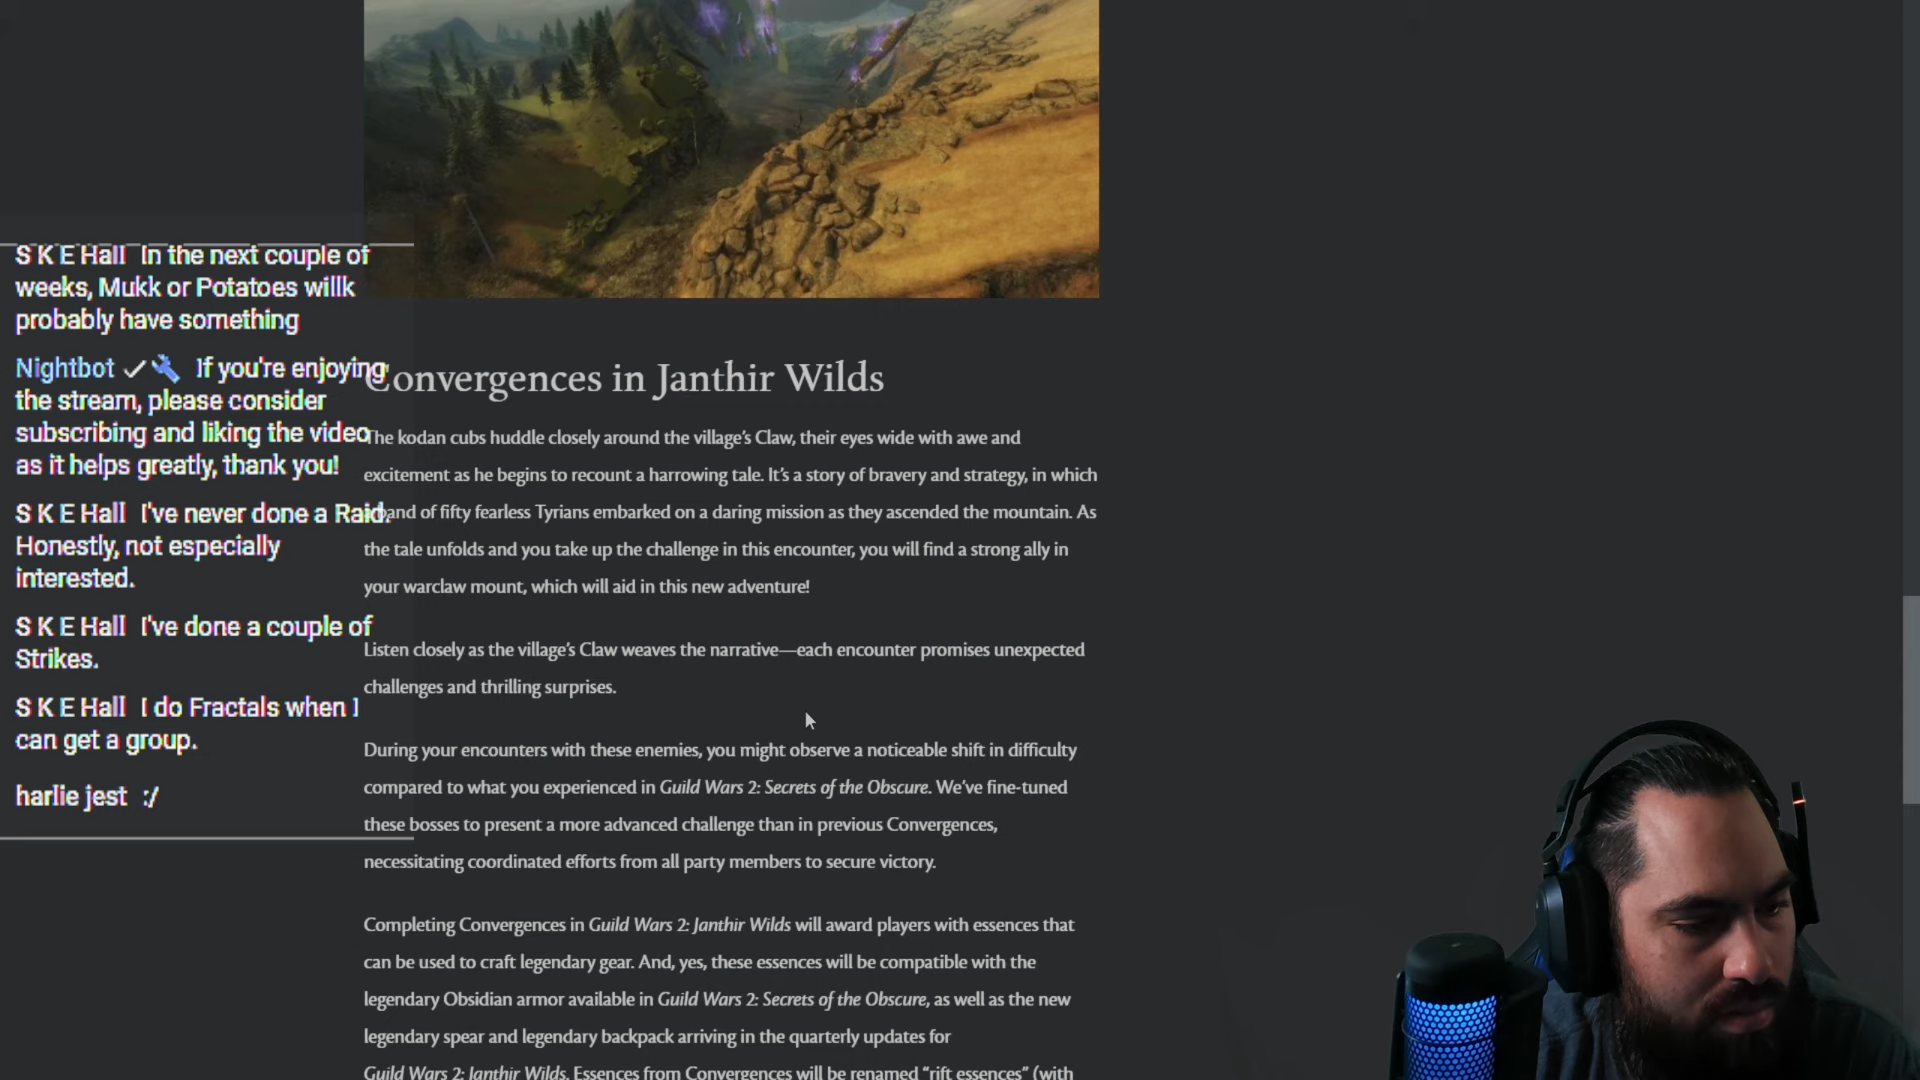 S K E Hall In the next couple of
weeks, Mukk or Potatoes willk
probably have something
Nightbot If you're enjoying
the stream, please consider
subscribing and liking the video
as it helps greatly, thank you!
S K E Hall I've never done a Raid.
Honestly, not especially
interested.
S K E Hall I've done a couple of
Strikes.
S K E Hall I do Fractals when I
can get a group.
harlie jest :/
Convergences in Janthir Wilds
The kodan cubs huddle closely around the village's Claw, their eyes wide with awe and
excitement as he begins to recount a harrowing tale. It's a story of bravery and strategy, in which
band of fifty fearless Tyrians embarked on a daring mission as they ascended the mountain. As
the tale unfolds and you take up the challenge in this encounter, you will find a strong ally in
your warclaw mount, which will aid in this new adventure!
Listen closely as the village's Claw weaves the narrative—each encounter promises unexpected
challenges and thrilling surprises.
During your encounters with these enemies, you might observe a noticeable shift in difficulty
compared to what you experienced in Guild Wars 2: Secrets of the Obscure. We've fine-tuned
these bosses to present a more advanced challenge than in previous Convergences,
necessitating coordinated efforts from all party members to secure victory.
Completing Convergences in Guild Wars 2: Janthir Wilds will award players with essences that
can be used to craft legendary gear. And, yes, these essences will be compatible with the
legendary Obsidian armor available in Guild Wars 2: Secrets of the Obscure, as well as the new
legendary spear and legendary backpack arriving in the quarterly updates for
Guild Wars 2: Janthir Wilds. Essences from Convergences will be renamed “rift essences” (with